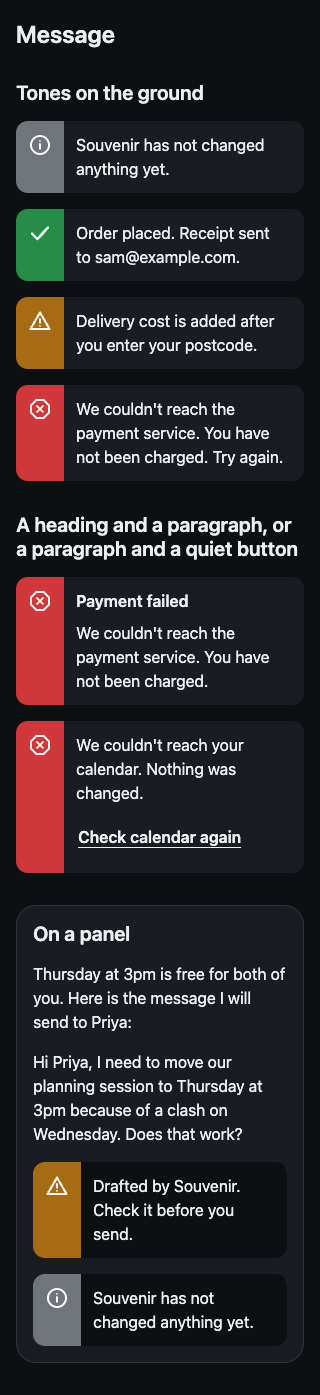 Message
Tones on the ground
Souvenir has not changed
anything yet.
Order placed. Receipt sent
to sam@example.com.
Delivery cost is added after
you enter your postcode.
We couldn't reach the
payment service. You have
not been charged. Try again.
A heading and a paragraph, or
a paragraph and a quiet button
Payment failed
We couldn't reach the
payment service. You have
not been charged.
We couldn't reach your
calendar. Nothing was
changed.
Check calendar again
On a panel
Thursday at 3pm is free for both of
you. Here is the message I will
send to Priya:
Hi Priya, I need to move our
planning session to Thursday at
3pm because of a clash on
Wednesday. Does that work?
Drafted by Souvenir.
Check it before you
send.
Souvenir has not
changed anything yet.